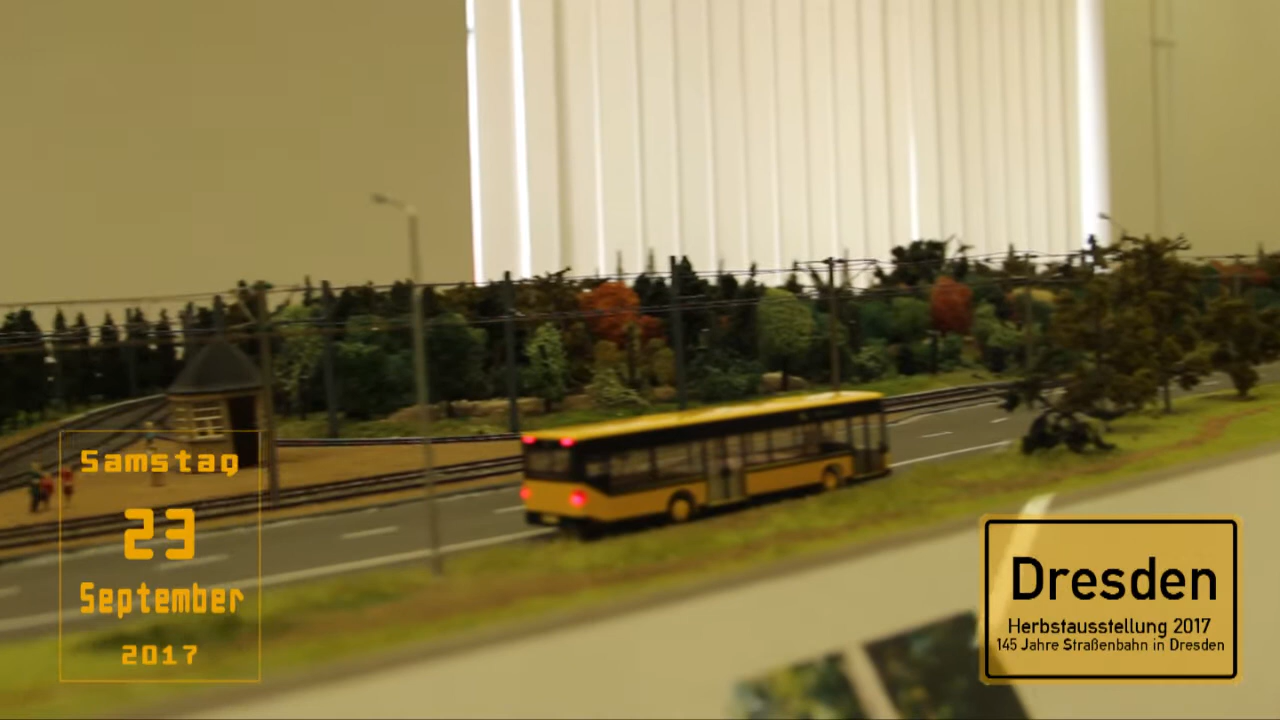 Samstag
23
September
2017
Dresden
Herbstausstellung 2017
145 Jahre Straßenbahn in Dresden